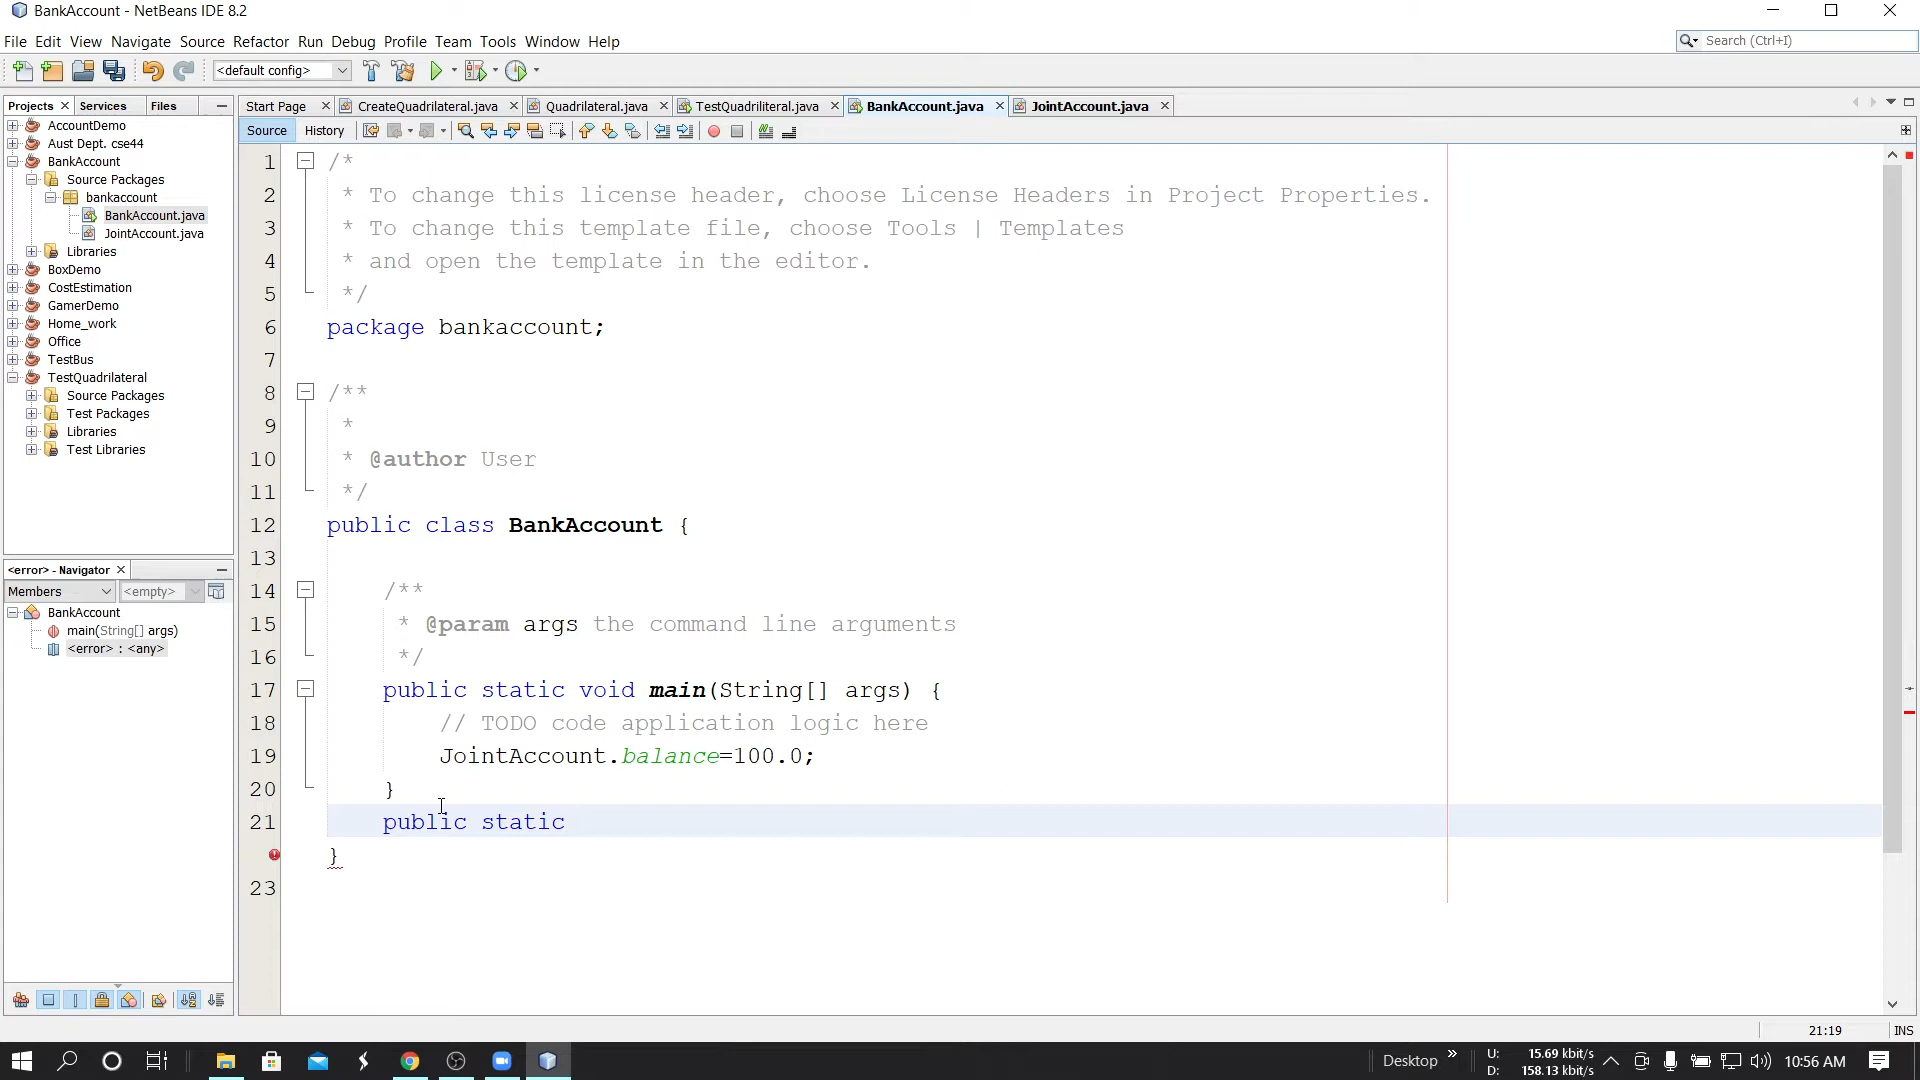 BankAccount - NetBeans IDE 8.2
File Edit View Navigate Source Refactor Run Debug Profile Team Tools Window Help
Search (Ctrl+I)
<default config>
Projects Services Files
Start Page CreateQuadrilateral.java Quadrilateral.java TestQuadriliteral.java BankAccount.java JointAccount.java
Source History
AccountDemo
Aust Dept. cse44
BankAccount
Source Packages
bankaccount
BankAccount.java
JointAccount.java
Libraries
BoxDemo
CostEstimation
GamerDemo
Home_work
Office
TestBus
TestQuadrilateral
Source Packages
Test Packages
Libraries
Test Libraries
<error> - Navigator
Members <empty>
BankAccount
main(String[] args)
<error> : <any>
1 /*
2 * To change this license header, choose License Headers in Project Properties.
3 * To change this template file, choose Tools | Templates
4 * and open the template in the editor.
5 */
6 package bankaccount;
7
8 /**
9 *
10 * @author User
11 */
12 public class BankAccount {
13
14 /**
15 * @param args the command line arguments
16 */
17 public static void main(String[] args) {
18 // TODO code application logic here
19 JointAccount.balance=100.0;
20 }
21 public static
}
23
21:19 INS
Desktop
U: 15.69 kbit/s
D: 158.13 kbit/s
10:56 AM